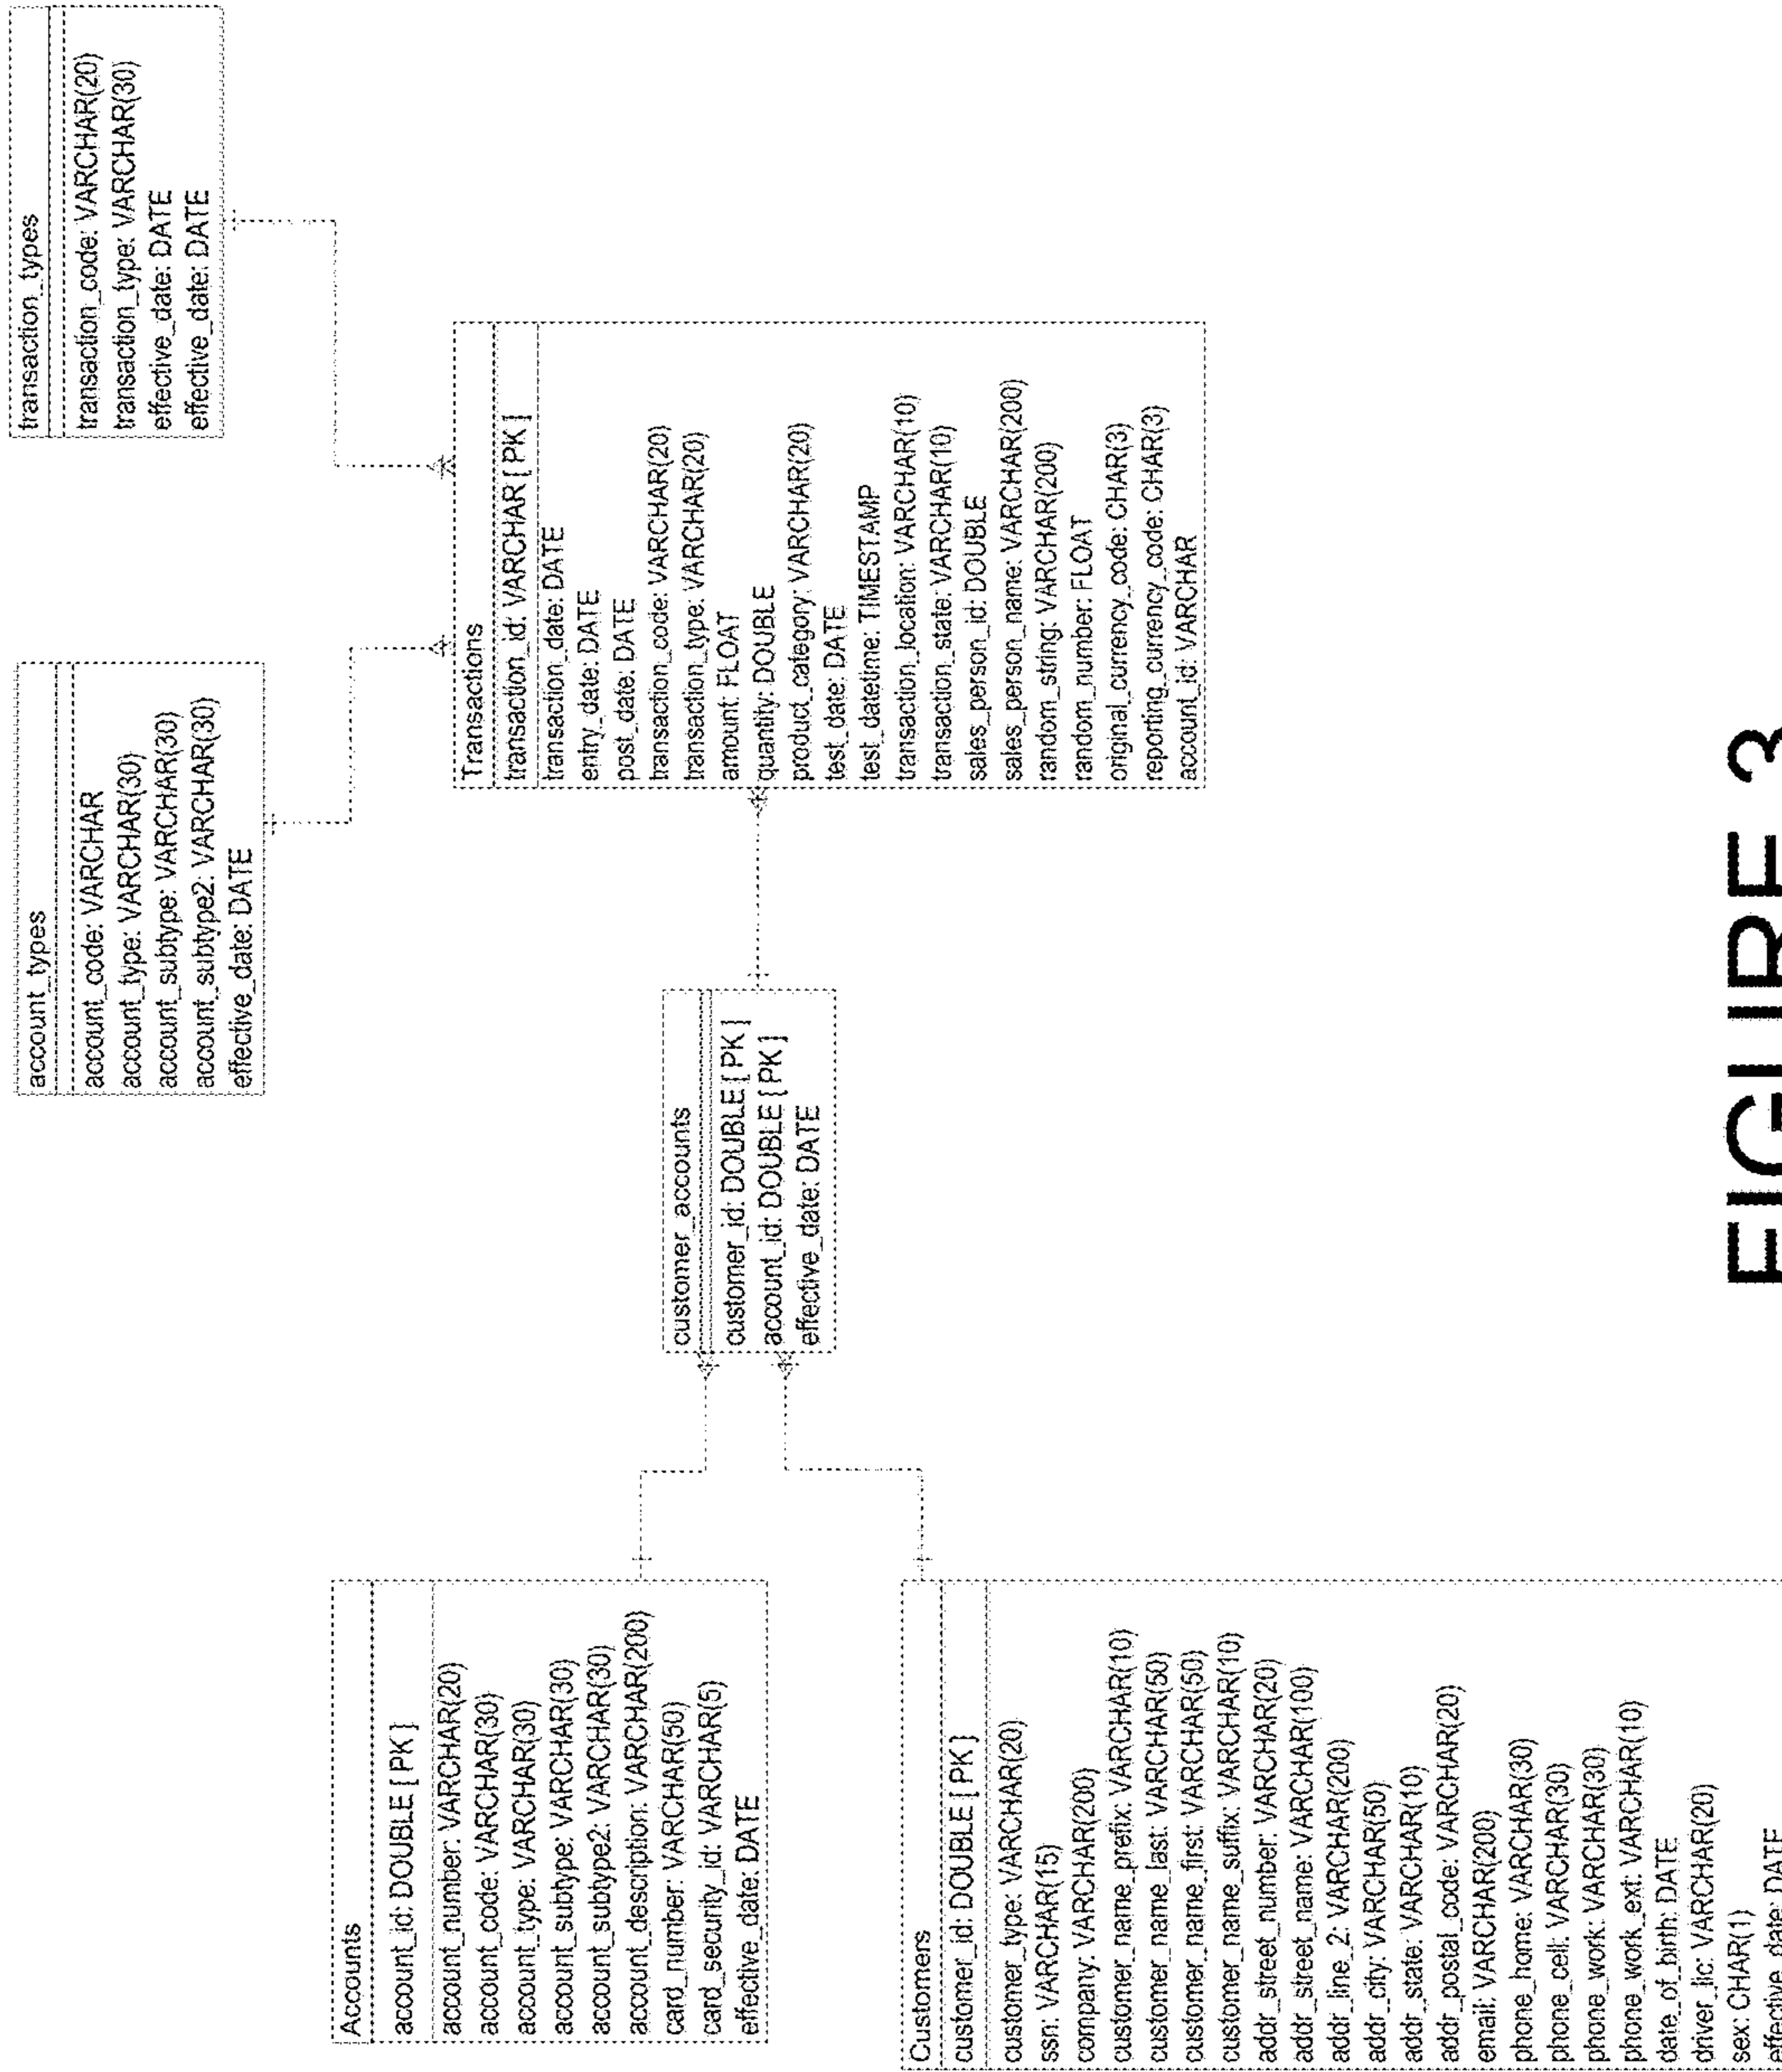 account_types
account_code: VARCHAR
account_type: VARCHAR(30)
account_subtype: VARCHAR(30)
account_subtype2: VARCHAR(30)
effective_date: DATE
transaction_types
transaction_code: VARCHAR(20)
transaction_type: VARCHAR(30)
effective_date: DATE
effective_date: DATE
Accounts
account_id: DOUBLE [ PK ]
account_number: VARCHAR(20)
account_code: VARCHAR(30)
account_type: VARCHAR(30)
account_subtype: VARCHAR(30)
account_subtype2: VARCHAR(30)
account_description: VARCHAR(200)
card_number: VARCHAR(50)
card_security_id: VARCHAR(5)
effective_date: DATE
customer_accounts
customer_id: DOUBLE [ PK ]
account_id: DOUBLE [ PK ]
effective_date: DATE
Transactions
transaction_id: VARCHAR [ PK ]
transaction_date: DATE
entry_date: DATE
post_date: DATE
transaction_code: VARCHAR(20)
transaction_type: VARCHAR(20)
amount: FLOAT
quantity: DOUBLE
product_category: VARCHAR(20)
test_date: DATE
test_datetime: TIMESTAMP
transaction_location: VARCHAR(10)
transaction_state: VARCHAR(10)
sales_person_id: DOUBLE
sales_person_name: VARCHAR(200)
random_string: VARCHAR(200)
random_number: FLOAT
original_currency_code: CHAR(3)
reporting_currency_code: CHAR(3)
account_id: VARCHAR
Customers
customer_id: DOUBLE [ PK ]
customer_type: VARCHAR(20)
ssn: VARCHAR(15)
company: VARCHAR(200)
customer_name_prefix: VARCHAR(10)
customer_name_last: VARCHAR(50)
customer_name_first: VARCHAR(50)
customer_name_suffix: VARCHAR(10)
addr_street_number: VARCHAR(20)
addr_street_name: VARCHAR(100)
addr_line_2: VARCHAR(200)
addr_city: VARCHAR(50)
addr_state: VARCHAR(10)
addr_postal_code: VARCHAR(20)
email: VARCHAR(200)
phone_home: VARCHAR(30)
phone_cell: VARCHAR(30)
phone_work: VARCHAR(30)
phone_work_ext: VARCHAR(10)
date_of_birth: DATE
driver_lic: VARCHAR(20)
sex: CHAR(1)
effective_date: DATE
FIGURE 3